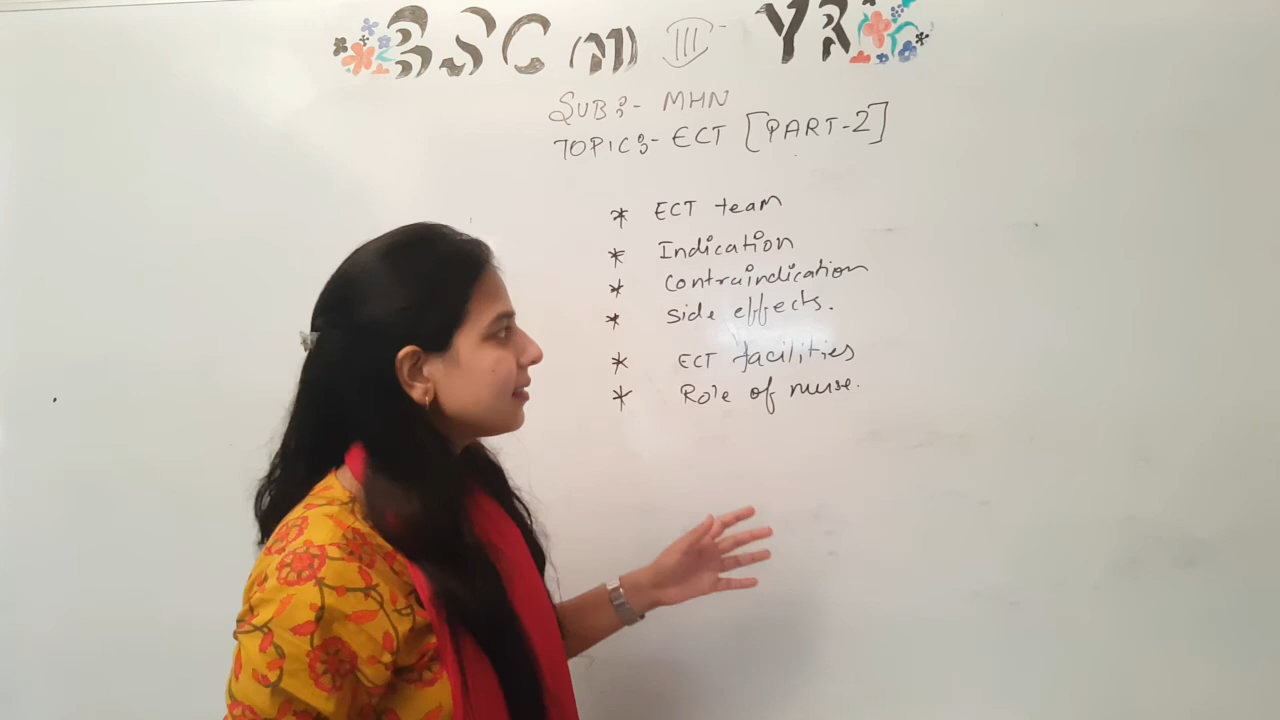 BSC (N) III YR
SUB:- MHN
TOPIC:- ECT [PART-2]
* ECT team
* Indication
* Contraindication
* Side effects.
* ECT facilities
* Role of nurse.